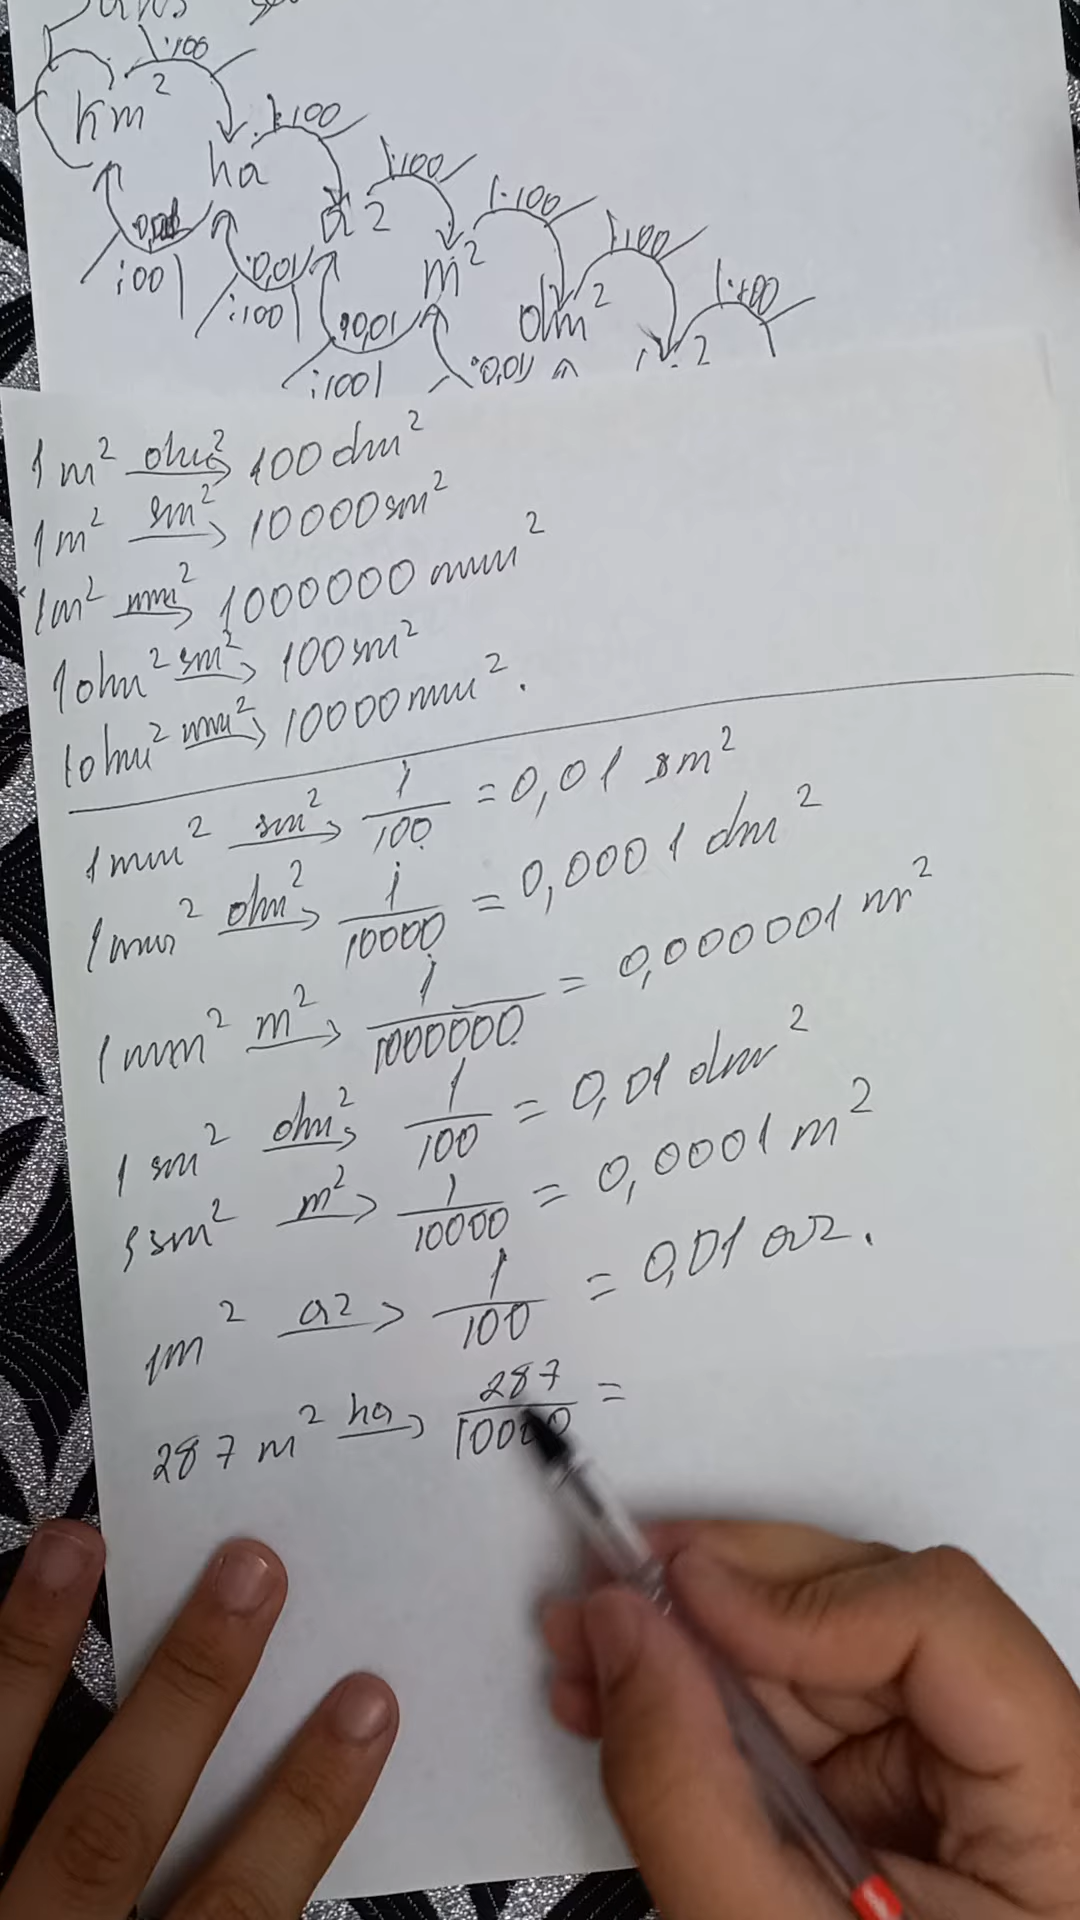 km² ·100
ha ·100
a2 ·100
m² ·100
dm² ·100
2 ·100
:100 ·0,01 :100 ·0,01 :100 ·0,01
1m² dm²→ 100 dm²
1m² sm²→ 10000 sm²
1m² mm²→ 1000000 mm²
1dm² sm²→ 100 sm²
1dm² mm²→ 10000 mm².
1mm² sm²→ 1/100 = 0,01 sm²
1mm² dm²→ 1/10000 = 0,0001 dm²
1mm² m²→ 1/1000000 = 0,000001 m²
1sm² dm²→ 1/100 = 0,01 dm²
1sm² m²→ 1/10000 = 0,0001 m²
1m² a2→ 1/100 = 0,01 a2.
287 m² ha→ 287/10000 =